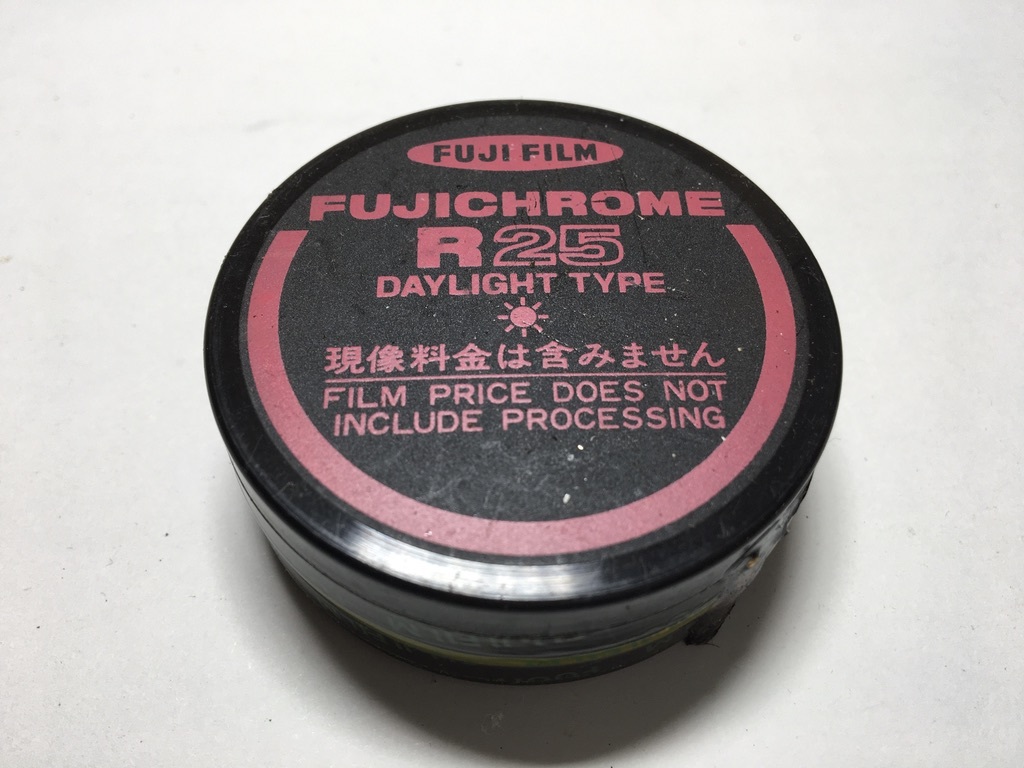 FUJI FILM
FUJICHROME
R25
DAYLIGHT TYPE
現像料金は含みません
FILM PRICE DOES NOT
INCLUDE PROCESSING